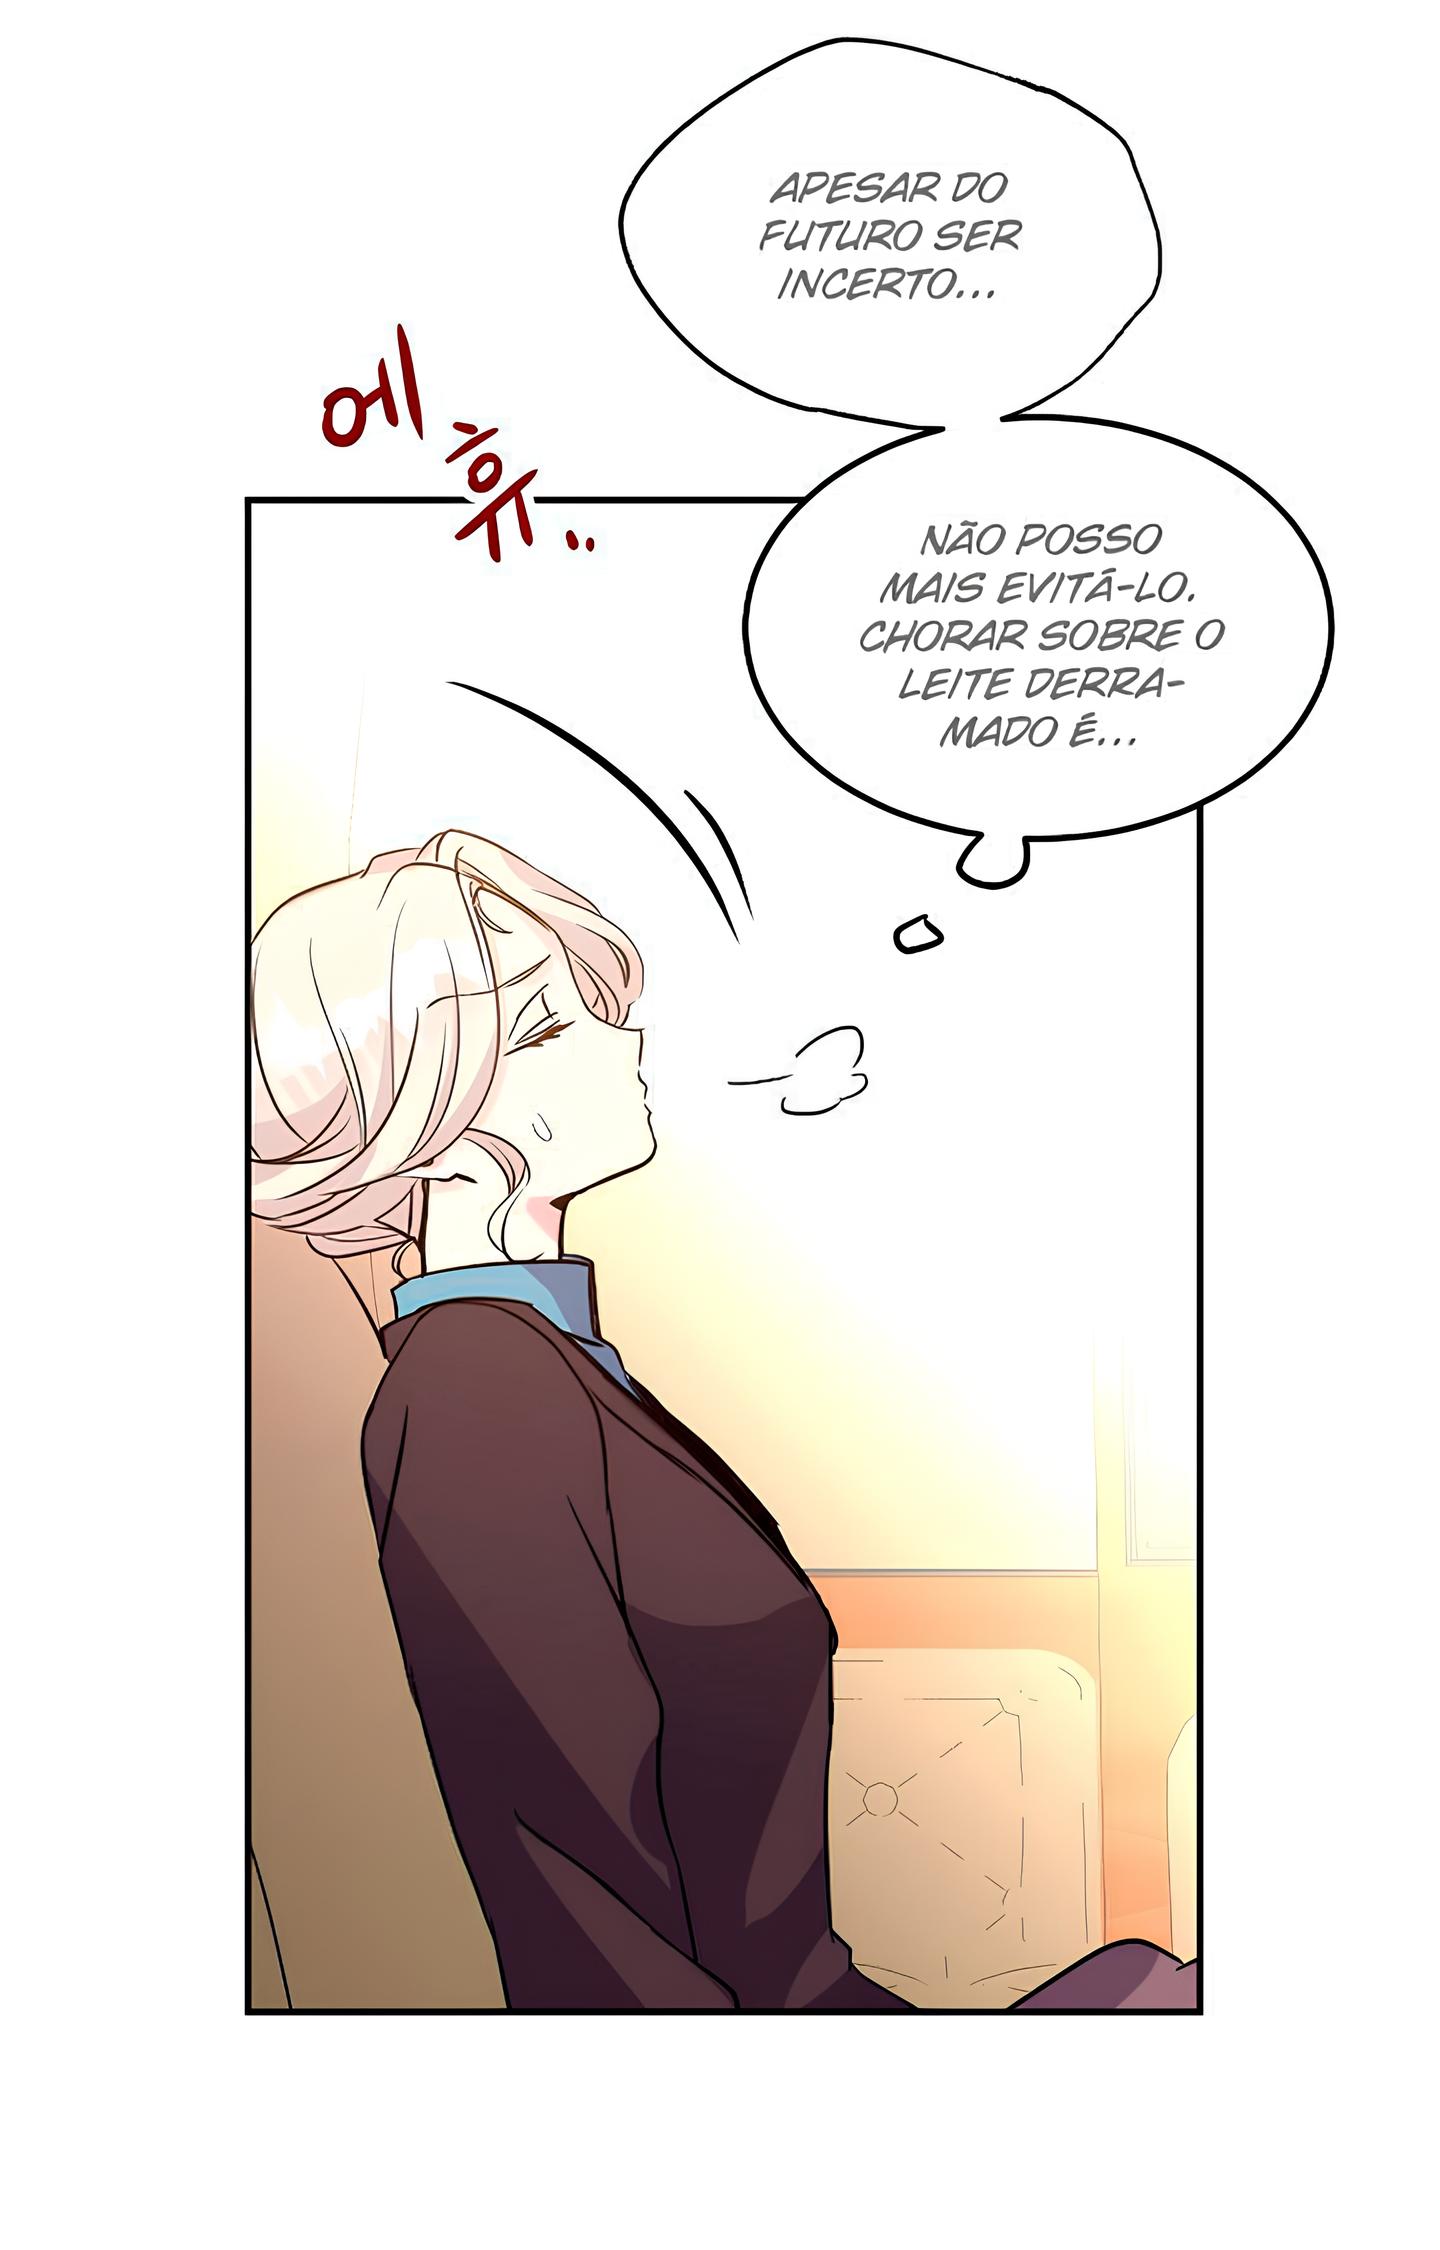 APESAR DO
FUTURO SER
INCERTO...
에
휴..
NÃO POSSO
MAIS EVITÁ-LO.
CHORAR SOBRE O
LEITE DERRA-
MADO É...